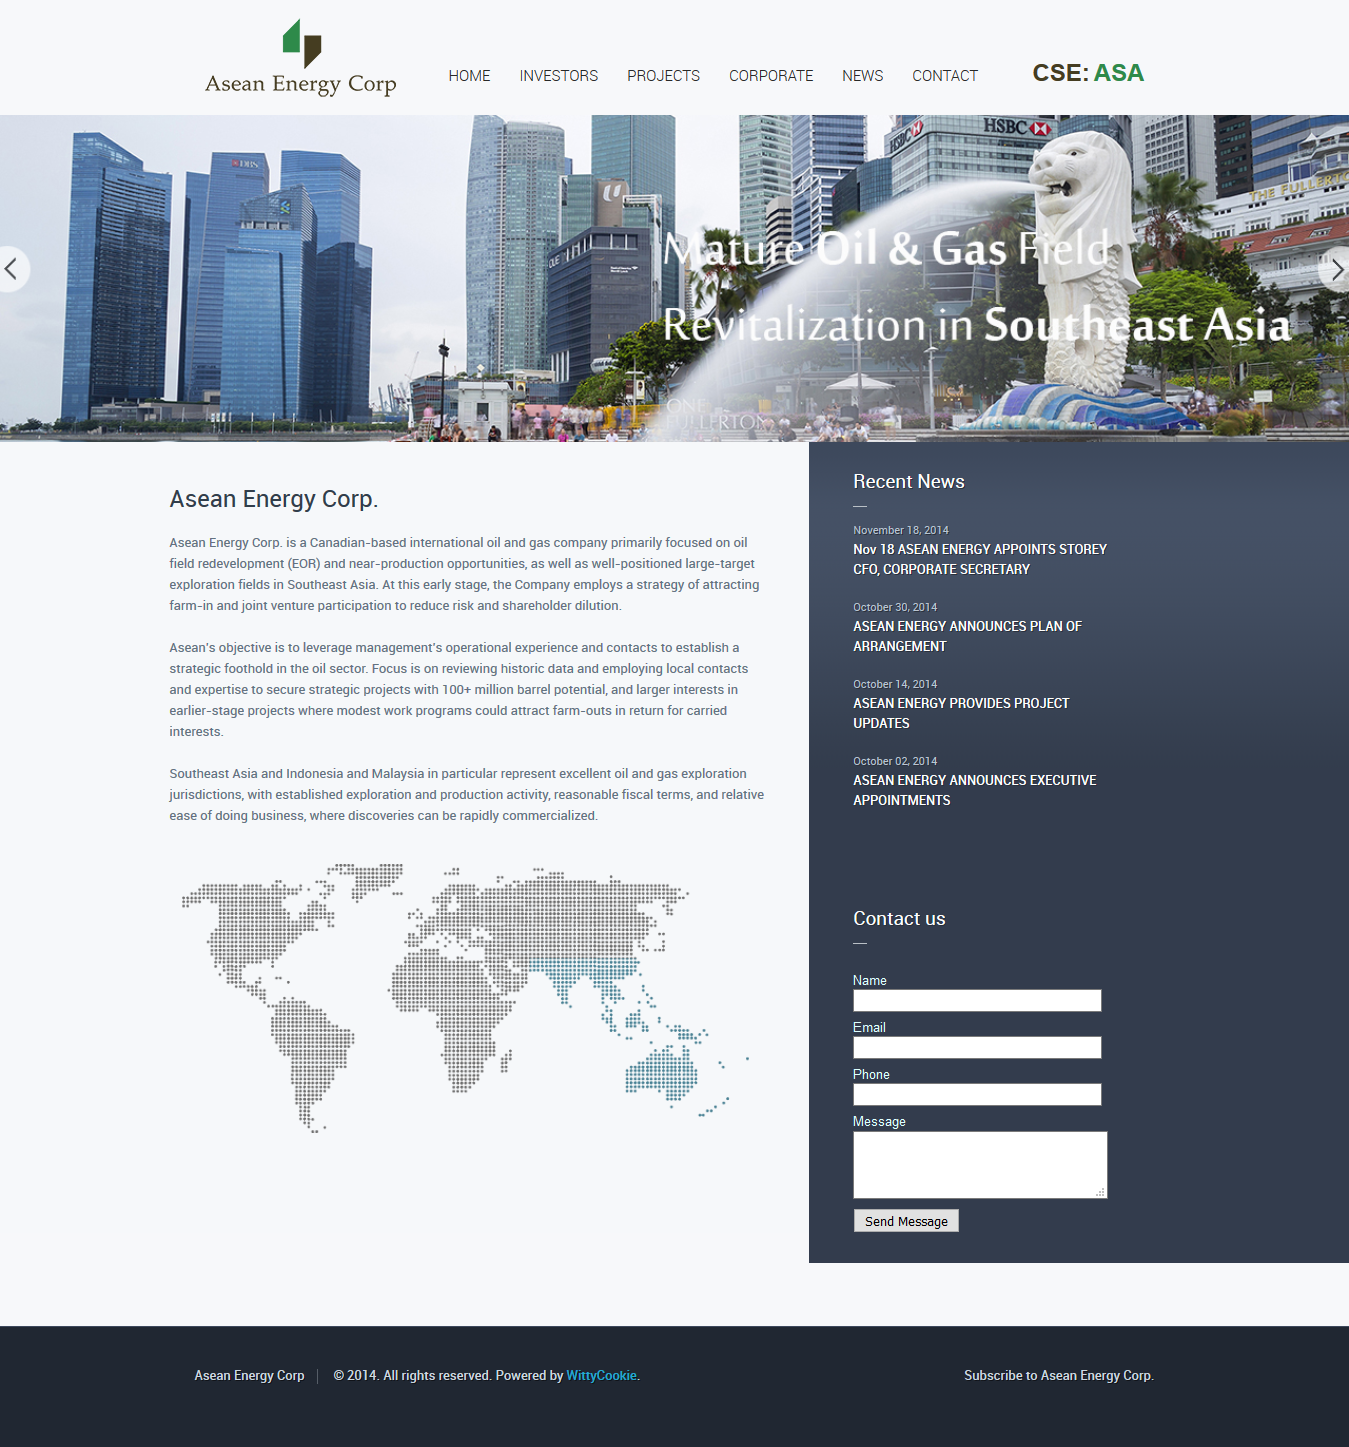 Asean Energy Corp
HOME INVESTORS PROJECTS CORPORATE NEWS CONTACT
CSE: ASA
DBS
HSBC
THE FULLERTON
OUE
Mature Oil & Gas Field
Revitalization in Southeast Asia
ONE
FULLERTON
Asean Energy Corp.
Asean Energy Corp. is a Canadian-based international oil and gas company primarily focused on oil
field redevelopment (EOR) and near-production opportunities, as well as well-positioned large-target
exploration fields in Southeast Asia. At this early stage, the Company employs a strategy of attracting
farm-in and joint venture participation to reduce risk and shareholder dilution.
Asean's objective is to leverage management's operational experience and contacts to establish a
strategic foothold in the oil sector. Focus is on reviewing historic data and employing local contacts
and expertise to secure strategic projects with 100+ million barrel potential, and larger interests in
earlier-stage projects where modest work programs could attract farm-outs in return for carried
interests.
Southeast Asia and Indonesia and Malaysia in particular represent excellent oil and gas exploration
jurisdictions, with established exploration and production activity, reasonable fiscal terms, and relative
ease of doing business, where discoveries can be rapidly commercialized.
Recent News
November 18, 2014
Nov 18 ASEAN ENERGY APPOINTS STOREY
CFO, CORPORATE SECRETARY
October 30, 2014
ASEAN ENERGY ANNOUNCES PLAN OF
ARRANGEMENT
October 14, 2014
ASEAN ENERGY PROVIDES PROJECT
UPDATES
October 02, 2014
ASEAN ENERGY ANNOUNCES EXECUTIVE
APPOINTMENTS
Contact us
Name
Email
Phone
Message
Send Message
Asean Energy Corp | © 2014. All rights reserved. Powered by WittyCookie.
Subscribe to Asean Energy Corp.